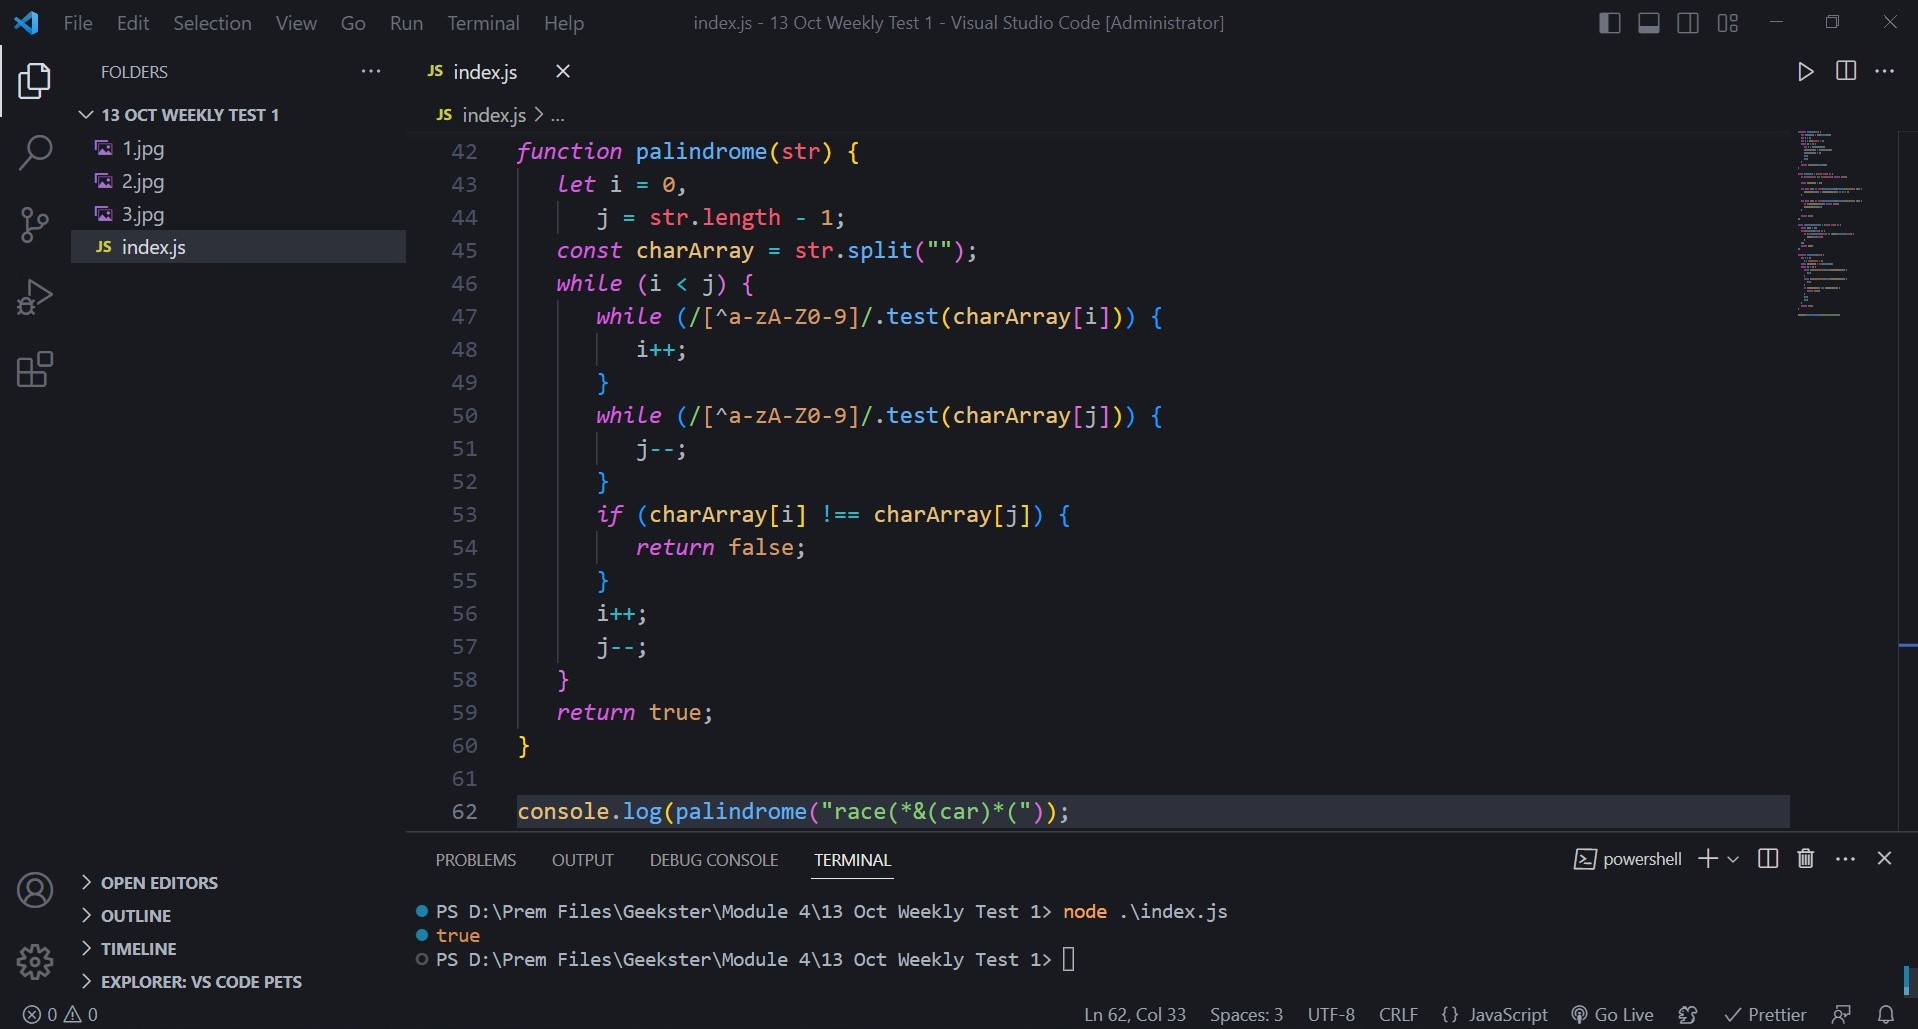 File Edit Selection View Go Run Terminal Help index.js - 13 Oct Weekly Test 1 - Visual Studio Code [Administrator]
FOLDERS ...
13 OCT WEEKLY TEST 1
1.jpg
2.jpg
3.jpg
JS index.js
JS index.js
JS index.js > ...
42 function palindrome(str) {
43 let i = 0,
44 j = str.length - 1;
45 const charArray = str.split("");
46 while (i < j) {
47 while (/[^a-zA-Z0-9]/.test(charArray[i])) {
48 i++;
49 }
50 while (/[^a-zA-Z0-9]/.test(charArray[j])) {
51 j--;
52 }
53 if (charArray[i] !== charArray[j]) {
54 return false;
55 }
56 i++;
57 j--;
58 }
59 return true;
60 }
61
62 console.log(palindrome("race(*&(car)*("));
PROBLEMS OUTPUT DEBUG CONSOLE TERMINAL powershell
PS D:\Prem Files\Geekster\Module 4\13 Oct Weekly Test 1> node .\index.js
true
PS D:\Prem Files\Geekster\Module 4\13 Oct Weekly Test 1>
OPEN EDITORS
OUTLINE
TIMELINE
EXPLORER: VS CODE PETS
0 0 Ln 62, Col 33 Spaces: 3 UTF-8 CRLF {} JavaScript Go Live Prettier